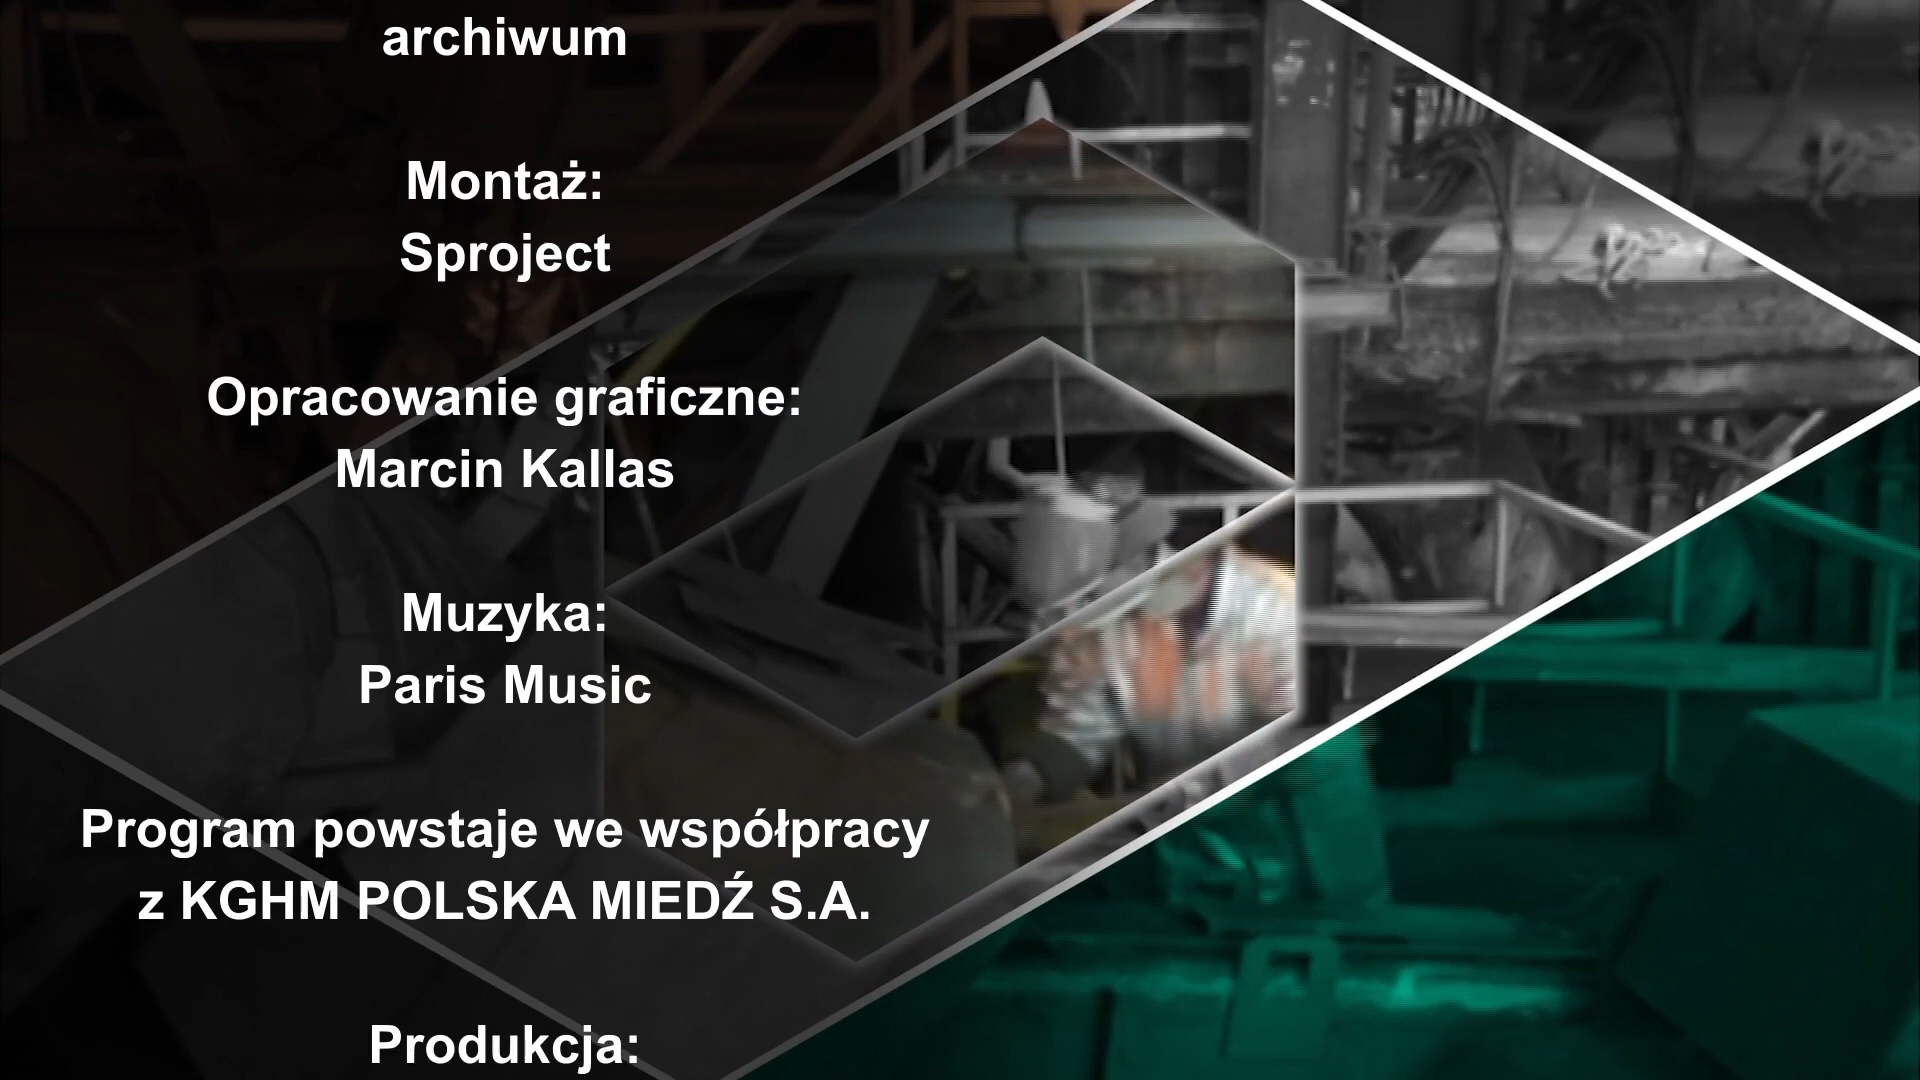 archiwum
Montaż:
Sproject
Opracowanie graficzne:
Marcin Kallas
Muzyka:
Paris Music
Program powstaje we współpracy
z KGHM POLSKA MIEDŹ S.A.
Produkcja: